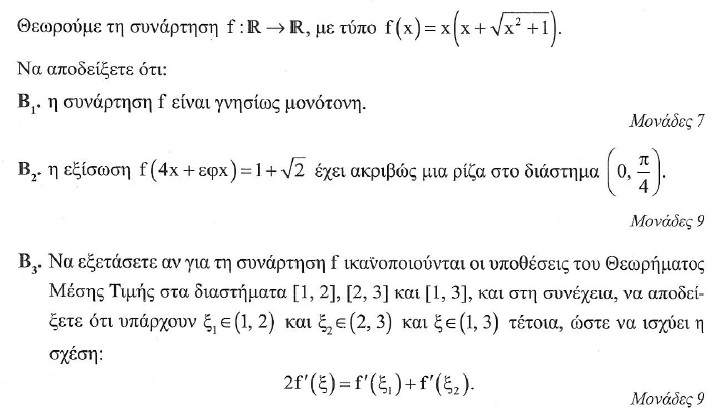 Θεωρούμε τη συνάρτηση f : ℝ → ℝ, με τύπο f(x) = x(x + √(x² + 1)).
Να αποδείξετε ότι:
Β₁. η συνάρτηση f είναι γνησίως μονότονη.
Μονάδες 7
Β₂. η εξίσωση f(4x + εφx) = 1 + √2 έχει ακριβώς μια ρίζα στο διάστημα (0, π/4).
Μονάδες 9
Β₃. Να εξετάσετε αν για τη συνάρτηση f ικανοποιούνται οι υποθέσεις του Θεωρήματος
Μέσης Τιμής στα διαστήματα [1, 2], [2, 3] και [1, 3], και στη συνέχεια, να αποδεί-
ξετε ότι υπάρχουν ξ₁ ∈ (1, 2) και ξ₂ ∈ (2, 3) και ξ ∈ (1, 3) τέτοια, ώστε να ισχύει η
σχέση:
2f′(ξ) = f′(ξ₁) + f′(ξ₂).
Μονάδες 9